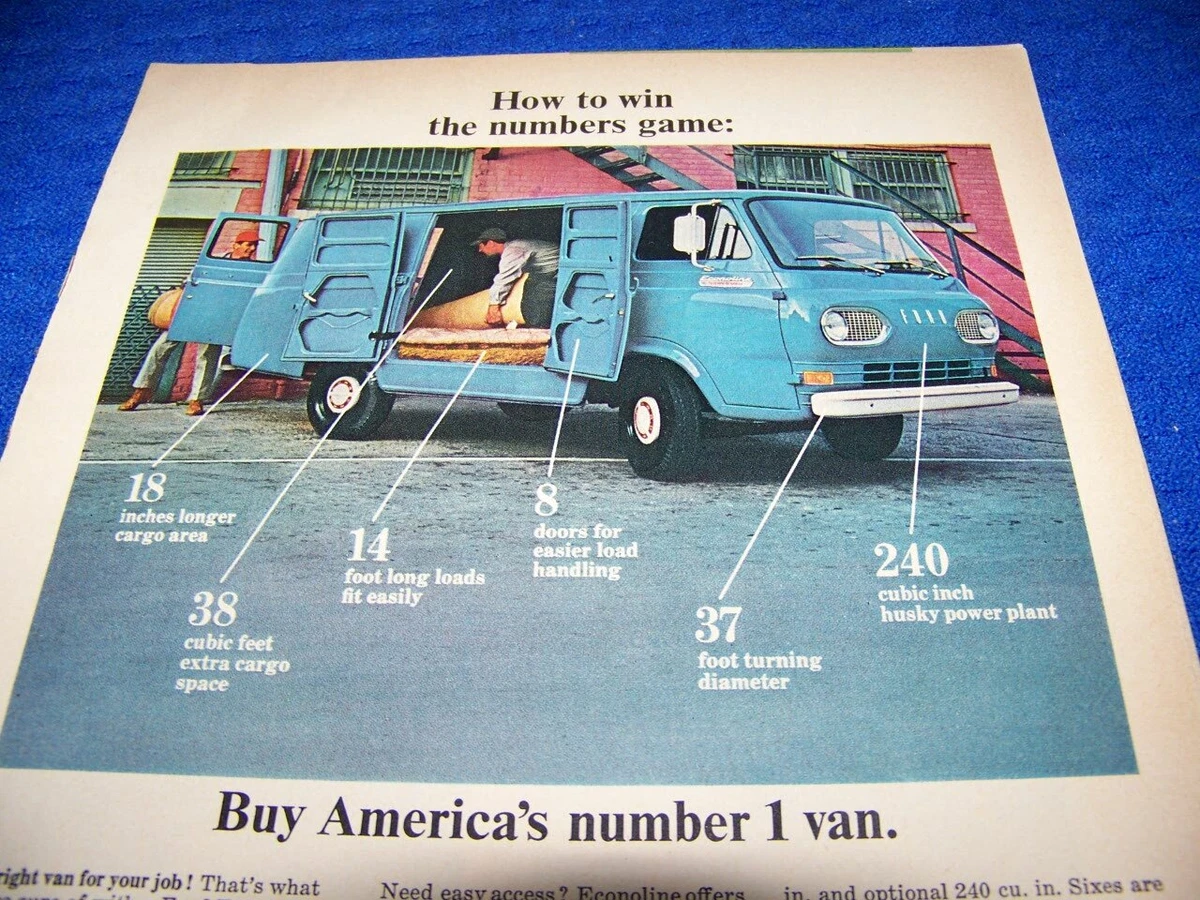 How to win
the numbers game:
FORD
18
inches longer
cargo area
38
cubic feet
extra cargo
space
14
foot long loads
fit easily
8
doors for
easier load
handling
37
foot turning
diameter
240
cubic inch
husky power plant
Buy America's number 1 van.
right van for your job! That's what
Need easy access? Econoline offers
in. and optional 240 cu. in. Sixes are